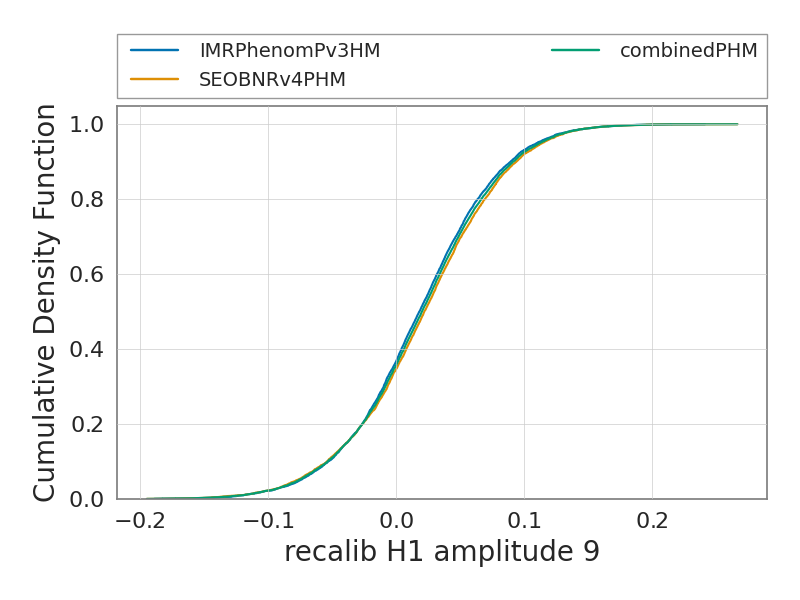 IMRPhenomPv3HM
SEOBNRv4PHM
combinedPHM
Cumulative Density Function
1.0
0.8
0.6
0.4
0.2
0.0
−0.2 −0.1 0.0 0.1 0.2
recalib H1 amplitude 9